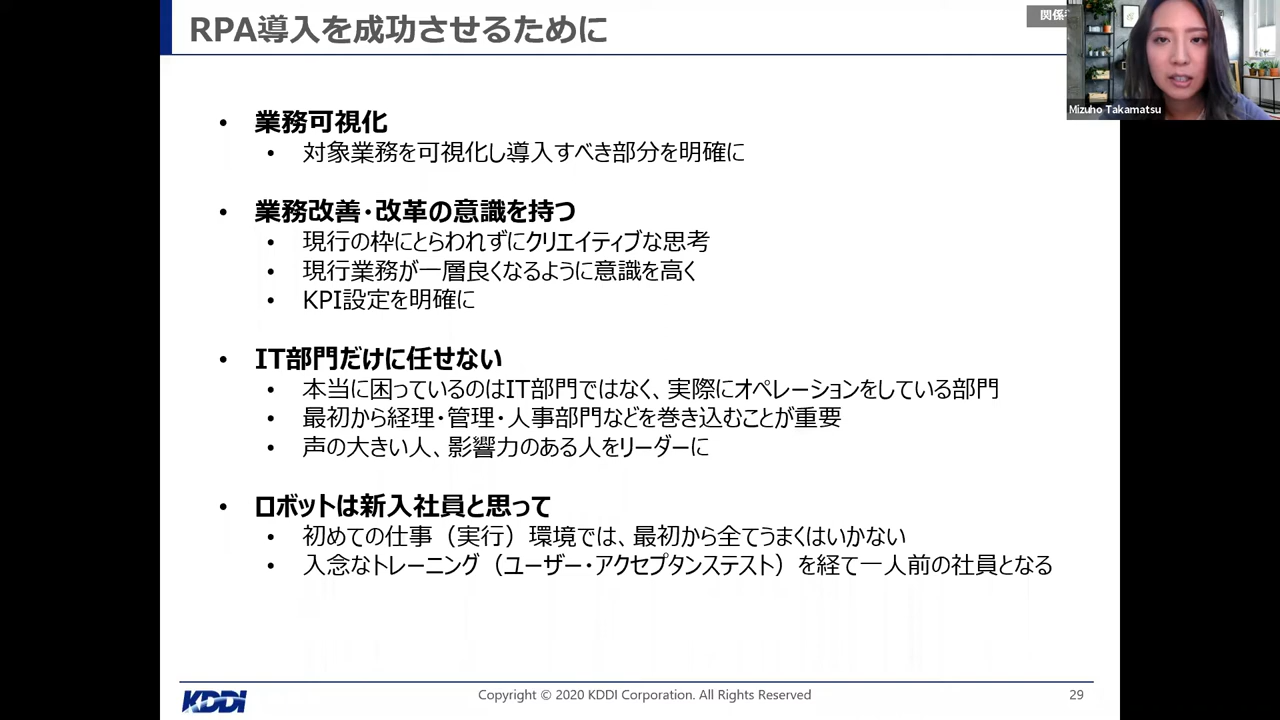 RPA導入を成功させるために
関係
Mizuho Takamatsu
• 業務可視化
• 対象業務を可視化し導入すべき部分を明確に
• 業務改善・改革の意識を持つ
• 現行の枠にとらわれずにクリエイティブな思考
• 現行業務が一層良くなるように意識を高く
• KPI設定を明確に
• IT部門だけに任せない
• 本当に困っているのはIT部門ではなく、実際にオペレーションをしている部門
• 最初から経理・管理・人事部門などを巻き込むことが重要
• 声の大きい人、影響力のある人をリーダーに
• ロボットは新入社員と思って
• 初めての仕事（実行）環境では、最初から全てうまくはいかない
• 入念なトレーニング（ユーザー・アクセプタンステスト）を経て一人前の社員となる
KDDI
Copyright © 2020 KDDI Corporation. All Rights Reserved
29